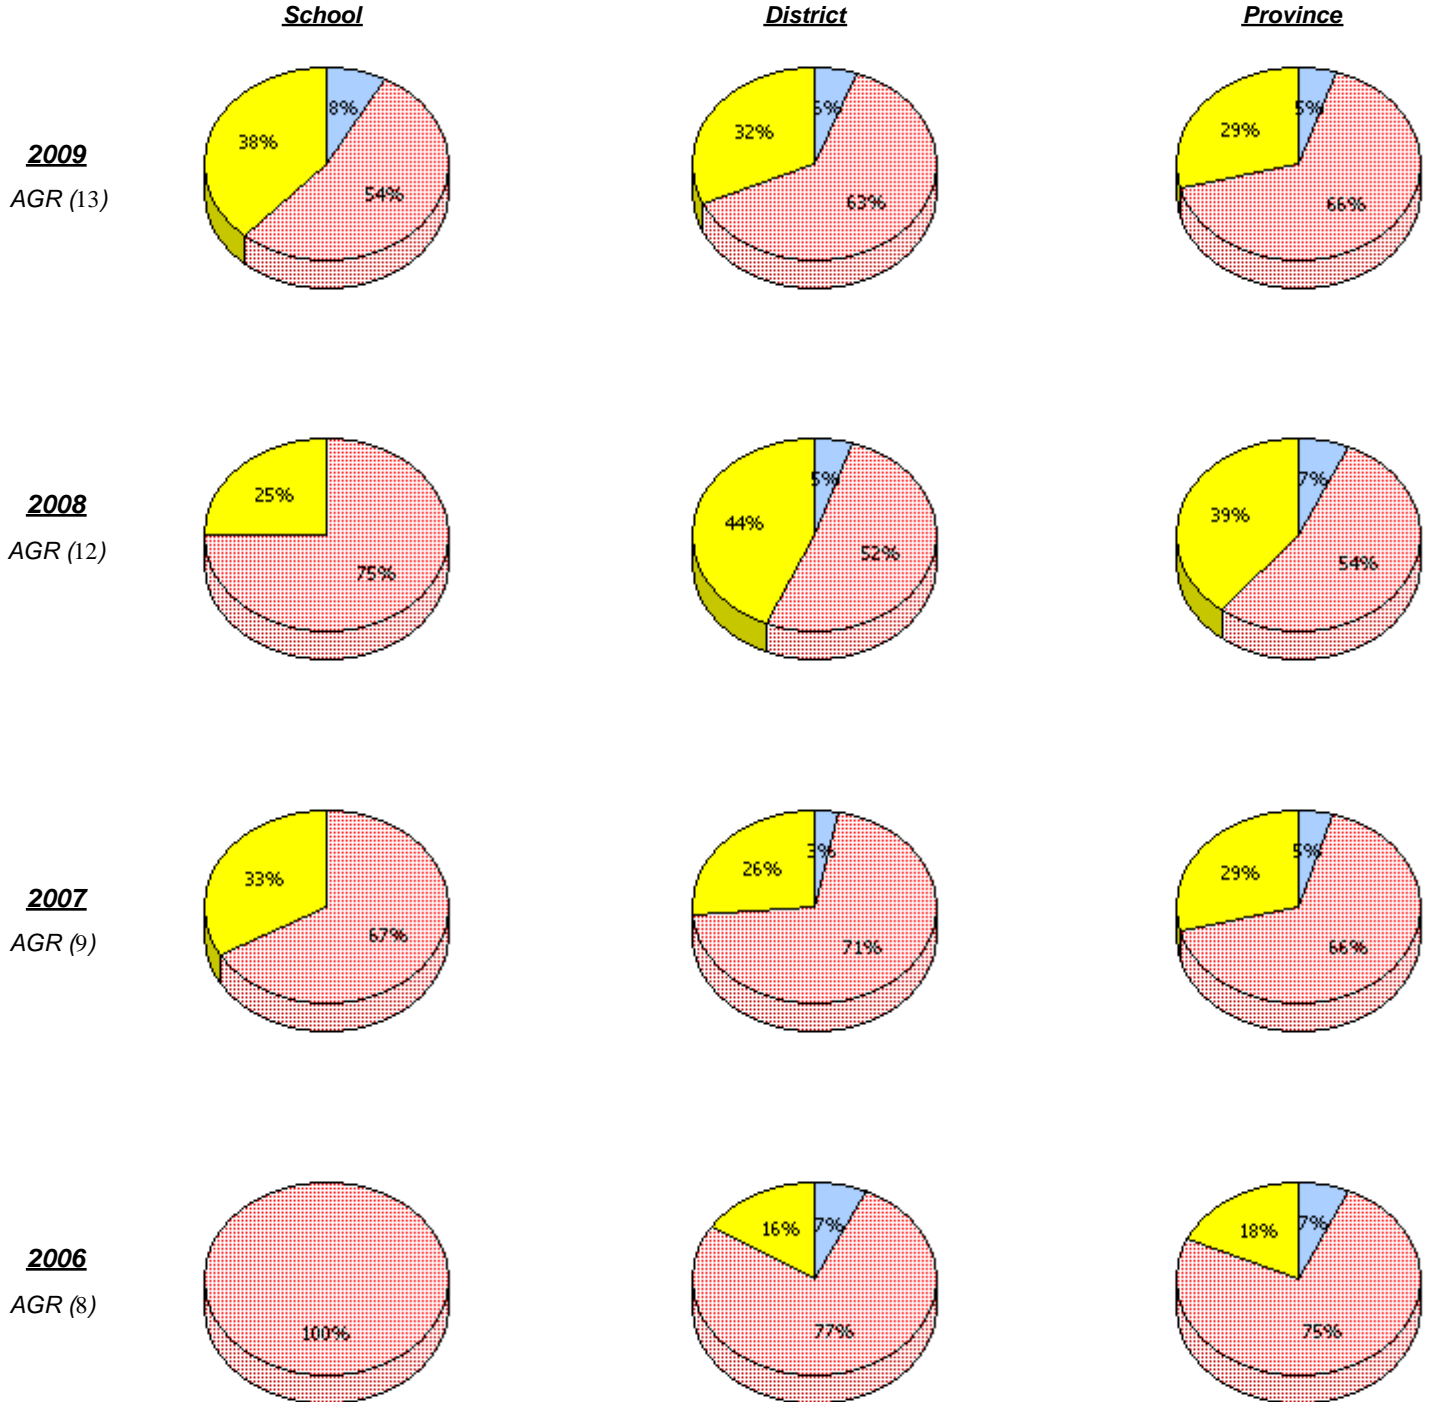 School District Province
38% 8% 54% 32% 63% 29% 5% 66%
2009
AGR (13)
25% 75% 44% 5% 52% 39% 7% 54%
2008
AGR (12)
33% 67% 26% 3% 71% 29% 5% 66%
2007
AGR (9)
100% 16% 7% 77% 18% 7% 75%
2006
AGR (8)